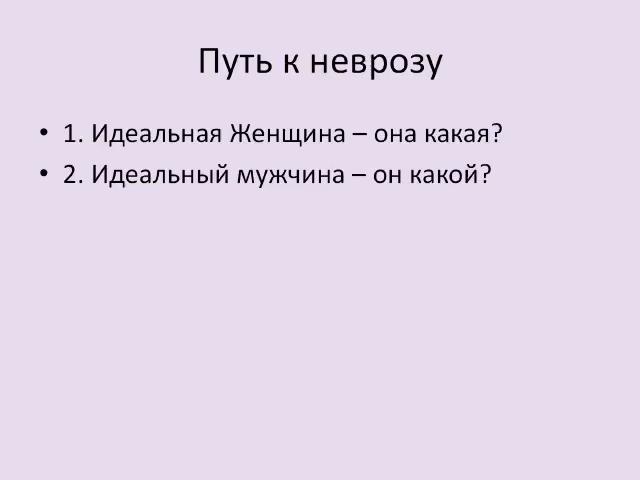 Путь к неврозу
• 1. Идеальная Женщина – она какая?
• 2. Идеальный мужчина – он какой?